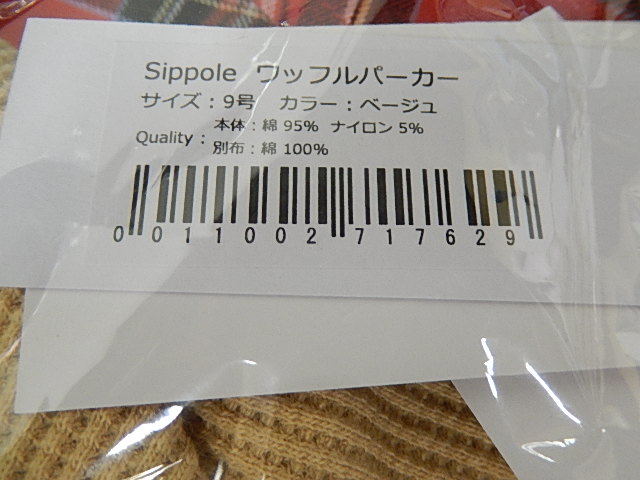 Sippole ワッフルパーカー
サイズ：9号 カラー：ベージュ
本体：綿 95% ナイロン 5%
Quality：
別布：綿 100%
0 011002 717629